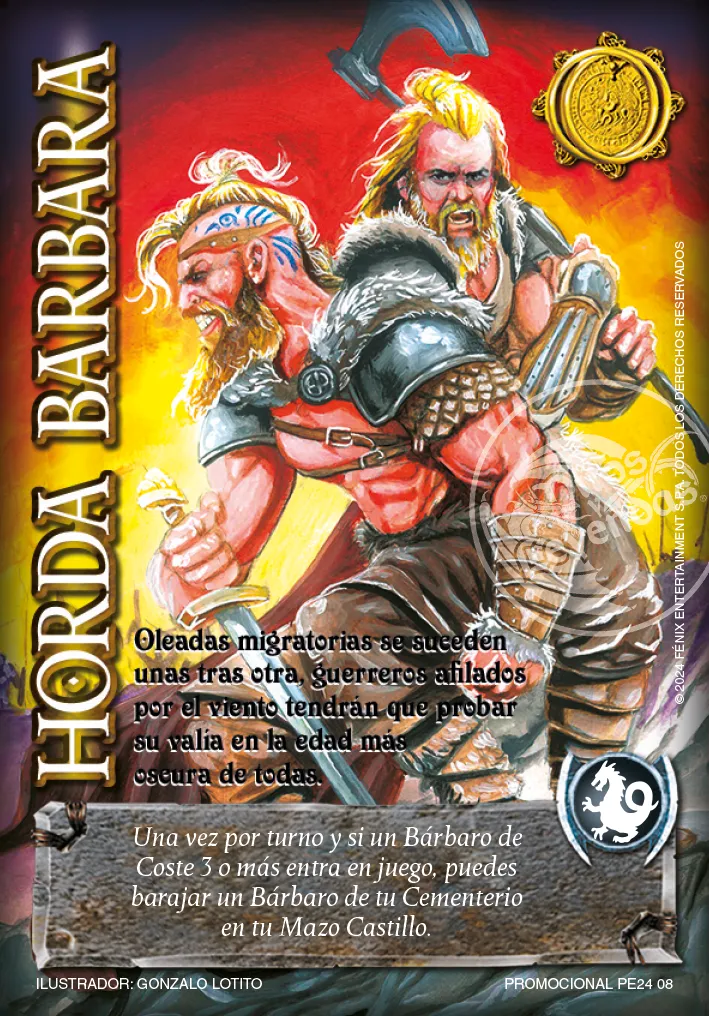 HORDA BARBARA
Oleadas migratorias se suceden
unas tras otra, guerreros afilados
por el viento tendrán que probar
su valía en la edad más
oscura de todas.
Una vez por turno y si un Bárbaro de
Coste 3 o más entra en juego, puedes
barajar un Bárbaro de tu Cementerio
en tu Mazo Castillo.
ILUSTRADOR: GONZALO LOTITO
PROMOCIONAL PE24 08
© 2024 FÉNIX ENTERTAINMENT S.P.A. TODOS LOS DERECHOS RESERVADOS